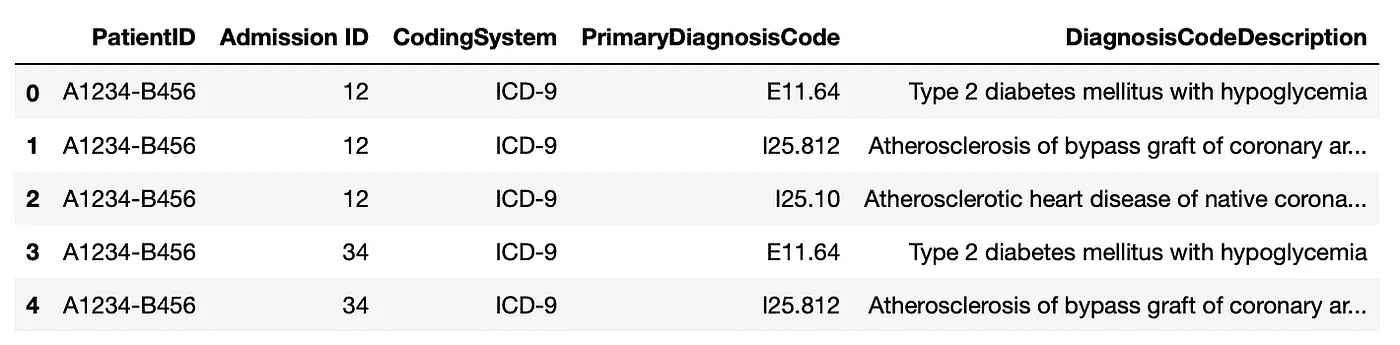 PatientID Admission ID CodingSystem PrimaryDiagnosisCode DiagnosisCodeDescription
0 A1234-B456 12 ICD-9 E11.64 Type 2 diabetes mellitus with hypoglycemia
1 A1234-B456 12 ICD-9 I25.812 Atherosclerosis of bypass graft of coronary ar...
2 A1234-B456 12 ICD-9 I25.10 Atherosclerotic heart disease of native corona...
3 A1234-B456 34 ICD-9 E11.64 Type 2 diabetes mellitus with hypoglycemia
4 A1234-B456 34 ICD-9 I25.812 Atherosclerosis of bypass graft of coronary ar...